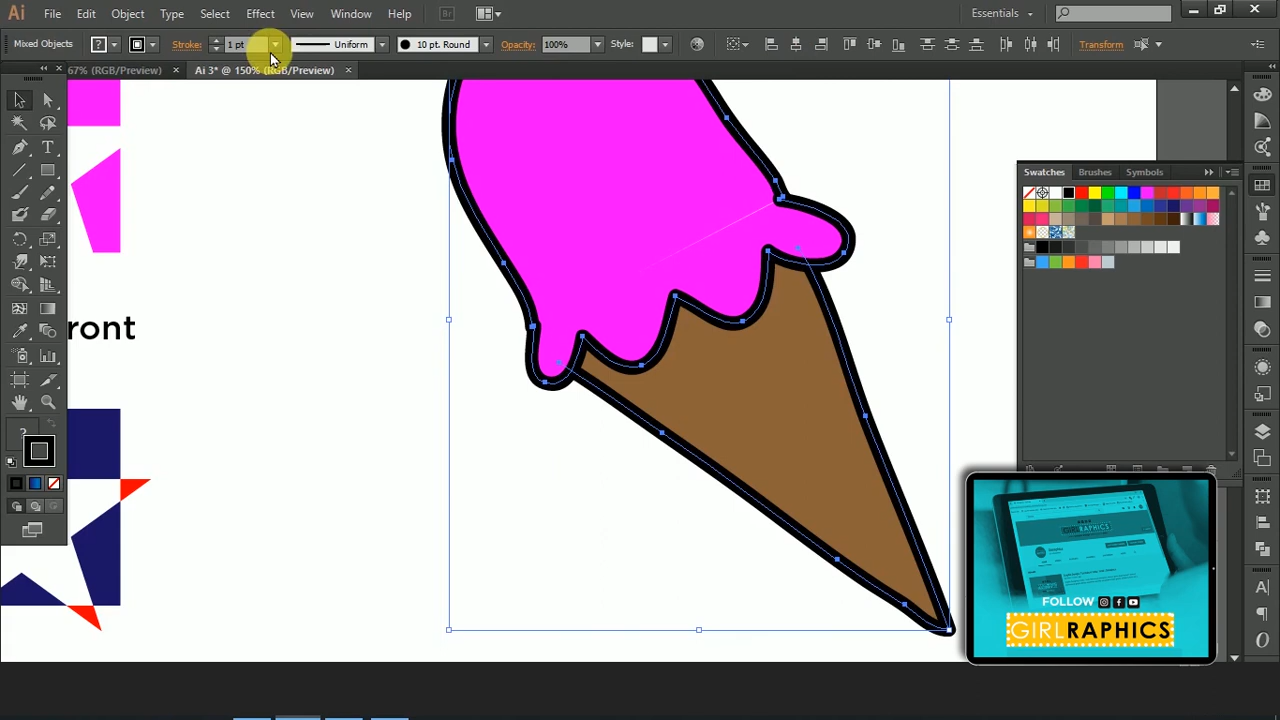 Ai File Edit Object Type Select Effect View Window Help Br Essentials
Mixed Objects ? Stroke: 1 pt Uniform 10 pt. Round Opacity: 100% Style: Transform
67% (RGB/Preview) × Ai 3* @ 150% (RGB/Preview) ×
Swatches Brushes Symbols
ront
?
FOLLOW
GIRLRAPHICS